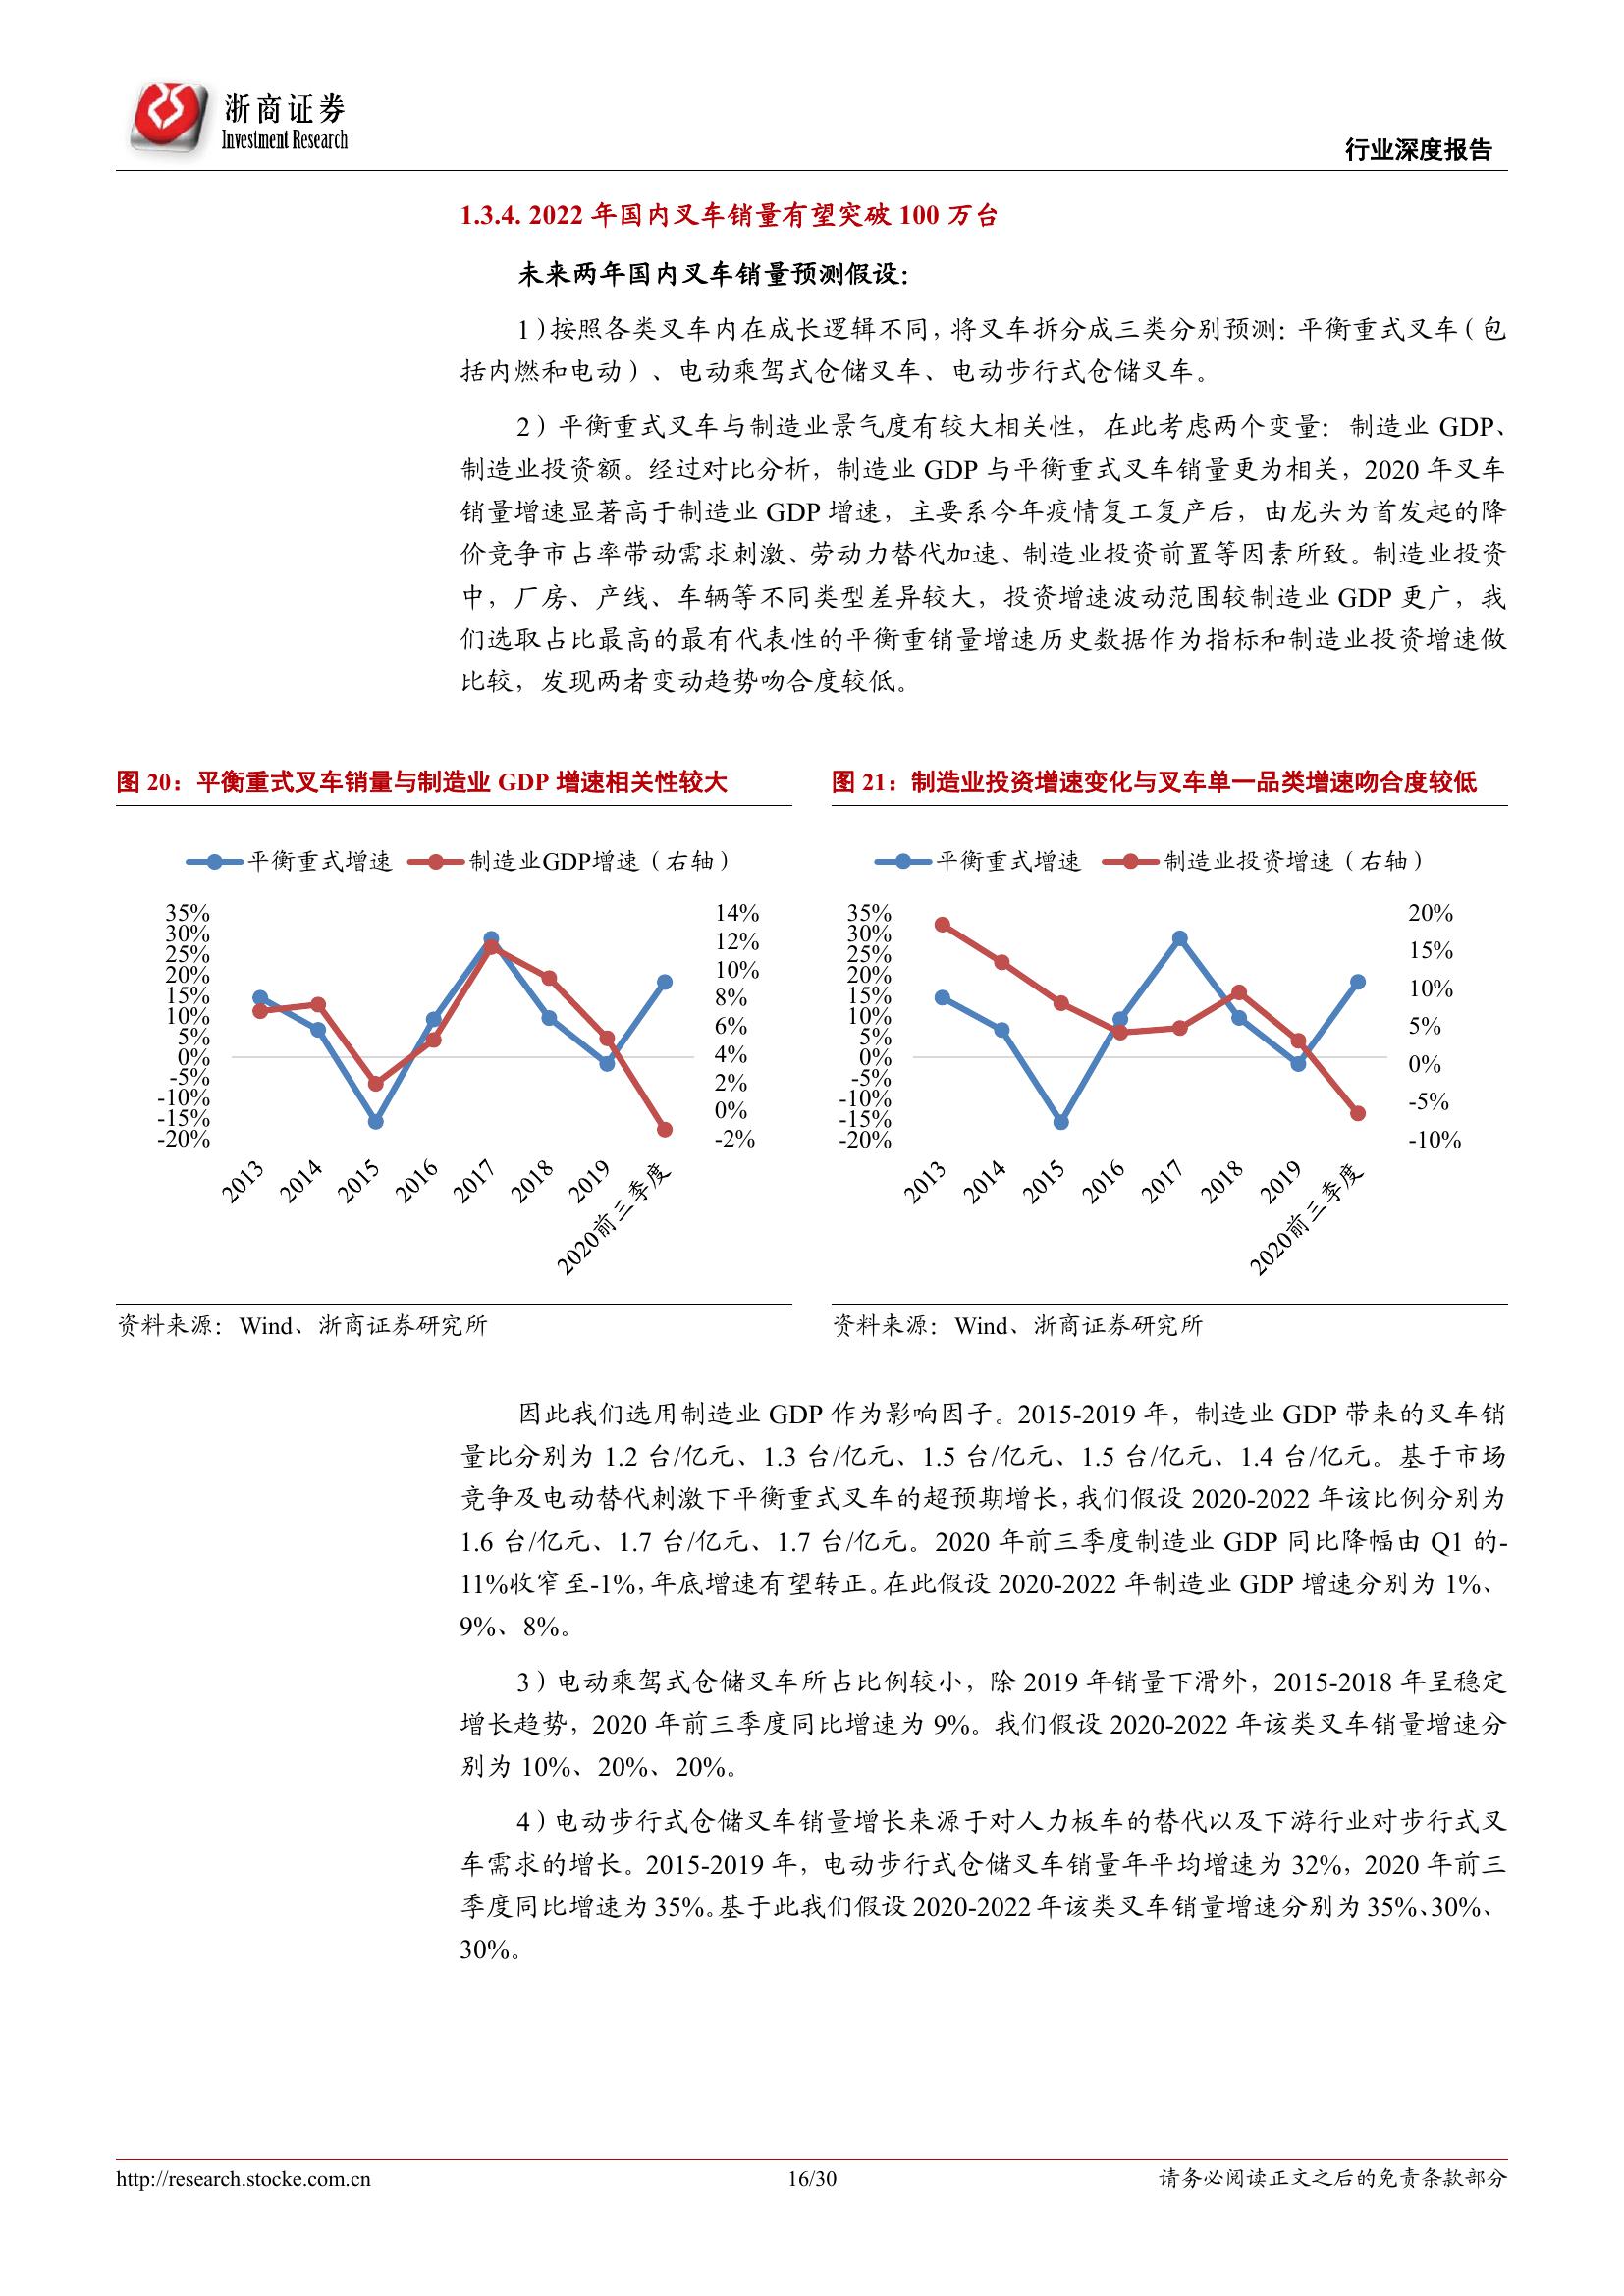 浙商证券
Investment Research
行业深度报告
1.3.4. 2022 年国内叉车销量有望突破 100 万台
未来两年国内叉车销量预测假设：
1）按照各类叉车内在成长逻辑不同，将叉车拆分成三类分别预测：平衡重式叉车（包
括内燃和电动）、电动乘驾式仓储叉车、电动步行式仓储叉车。
2）平衡重式叉车与制造业景气度有较大相关性，在此考虑两个变量：制造业 GDP、
制造业投资额。经过对比分析，制造业 GDP 与平衡重式叉车销量更为相关，2020 年叉车
销量增速显著高于制造业 GDP 增速，主要系今年疫情复工复产后，由龙头为首发起的降
价竞争市占率带动需求刺激、劳动力替代加速、制造业投资前置等因素所致。制造业投资
中，厂房、产线、车辆等不同类型差异较大，投资增速波动范围较制造业 GDP 更广，我
们选取占比最高的最有代表性的平衡重销量增速历史数据作为指标和制造业投资增速做
比较，发现两者变动趋势吻合度较低。
图 20：平衡重式叉车销量与制造业 GDP 增速相关性较大
平衡重式增速
制造业GDP增速（右轴）
35%
30%
25%
20%
15%
10%
5%
0%
-5%
-10%
-15%
-20%
14%
12%
10%
8%
6%
4%
2%
0%
-2%
2013
2014
2015
2016
2017
2018
2019
2020前三季度
资料来源：Wind、浙商证券研究所
图 21：制造业投资增速变化与叉车单一品类增速吻合度较低
平衡重式增速
制造业投资增速（右轴）
35%
30%
25%
20%
15%
10%
5%
0%
-5%
-10%
-15%
-20%
20%
15%
10%
5%
0%
-5%
-10%
2013
2014
2015
2016
2017
2018
2019
2020前三季度
资料来源：Wind、浙商证券研究所
因此我们选用制造业 GDP 作为影响因子。2015-2019 年，制造业 GDP 带来的叉车销
量比分别为 1.2 台/亿元、1.3 台/亿元、1.5 台/亿元、1.5 台/亿元、1.4 台/亿元。基于市场
竞争及电动替代刺激下平衡重式叉车的超预期增长，我们假设 2020-2022 年该比例分别为
1.6 台/亿元、1.7 台/亿元、1.7 台/亿元。2020 年前三季度制造业 GDP 同比降幅由 Q1 的-
11%收窄至-1%，年底增速有望转正。在此假设 2020-2022 年制造业 GDP 增速分别为 1%、
9%、8%。
3）电动乘驾式仓储叉车所占比例较小，除 2019 年销量下滑外，2015-2018 年呈稳定
增长趋势，2020 年前三季度同比增速为 9%。我们假设 2020-2022 年该类叉车销量增速分
别为 10%、20%、20%。
4）电动步行式仓储叉车销量增长来源于对人力板车的替代以及下游行业对步行式叉
车需求的增长。2015-2019 年，电动步行式仓储叉车销量年平均增速为 32%，2020 年前三
季度同比增速为 35%。基于此我们假设 2020-2022 年该类叉车销量增速分别为 35%、30%、
30%。
http://research.stocke.com.cn
16/30
请务必阅读正文之后的免责条款部分